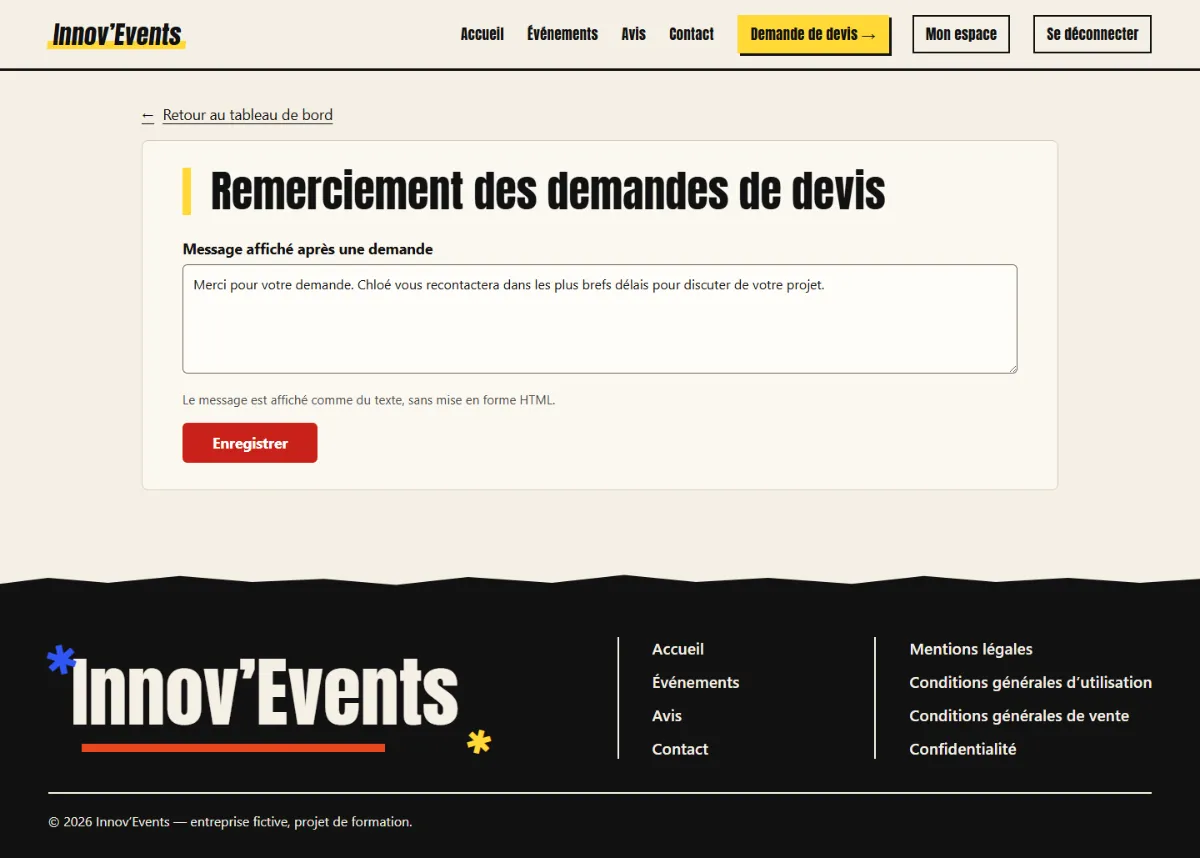 Innov’Events
Accueil
Événements
Avis
Contact
Demande de devis →
Mon espace
Se déconnecter
← Retour au tableau de bord
Remerciement des demandes de devis
Message affiché après une demande
Merci pour votre demande. Chloé vous recontactera dans les plus brefs délais pour discuter de votre projet.
Le message est affiché comme du texte, sans mise en forme HTML.
Enregistrer
Innov’Events
Accueil
Événements
Avis
Contact
Mentions légales
Conditions générales d’utilisation
Conditions générales de vente
Confidentialité
© 2026 Innov’Events — entreprise fictive, projet de formation.